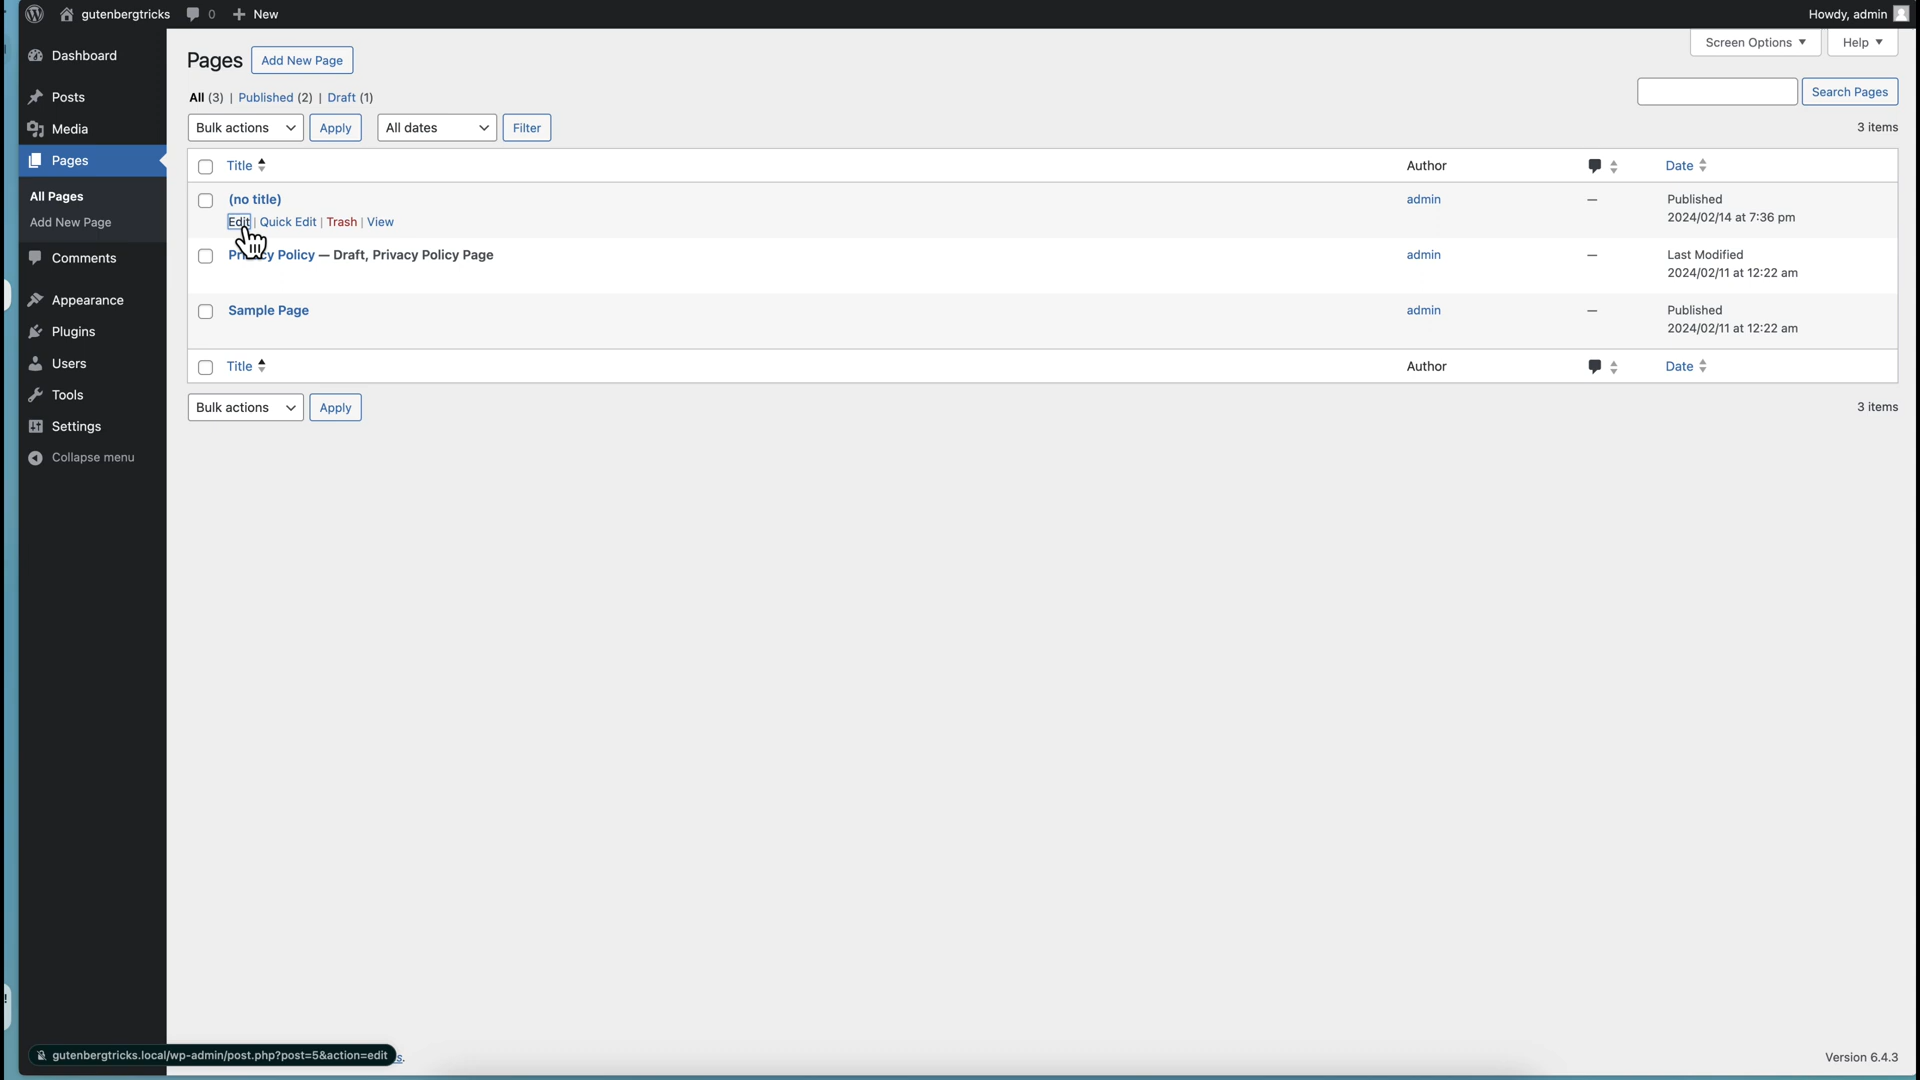 gutenbergtricks 0 New Howdy, admin
Dashboard
Posts
Media
Pages
All Pages
Add New Page
Comments
Appearance
Plugins
Users
Tools
Settings
Collapse menu
Screen Options Help
Pages Add New Page
All (3) | Published (2) | Draft (1)
Search Pages
Bulk actions Apply All dates Filter 3 items
Title Author Date
(no title) admin — Published
2024/02/14 at 7:36 pm
Edit | Quick Edit | Trash | View
Privacy Policy — Draft, Privacy Policy Page admin — Last Modified
2024/02/11 at 12:22 am
Sample Page admin — Published
2024/02/11 at 12:22 am
Title Author Date
Bulk actions Apply 3 items
gutenbergtricks.local/wp-admin/post.php?post=5&action=edit s.
Version 6.4.3